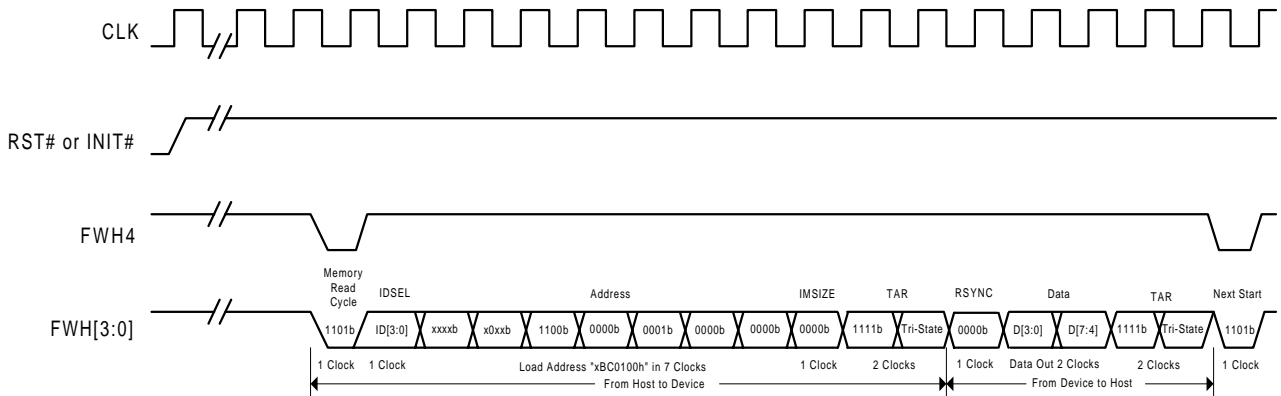 CLK
RST# or INIT#
FWH4
Memory
Read
Cycle
IDSEL Address IMSIZE TAR RSYNC Data TAR Next Start
FWH[3:0]
1101b ID[3:0] xxxxb x0xxb 1100b 0000b 0001b 0000b 0000b 0000b 1111b Tri-State 0000b D[3:0] D[7:4] 1111b Tri-State 1101b
1 Clock 1 Clock Load Address "xBC0100h" in 7 Clocks 1 Clock 2 Clocks 1 Clock Data Out 2 Clocks 2 Clocks 1 Clock
From Host to Device From Device to Host